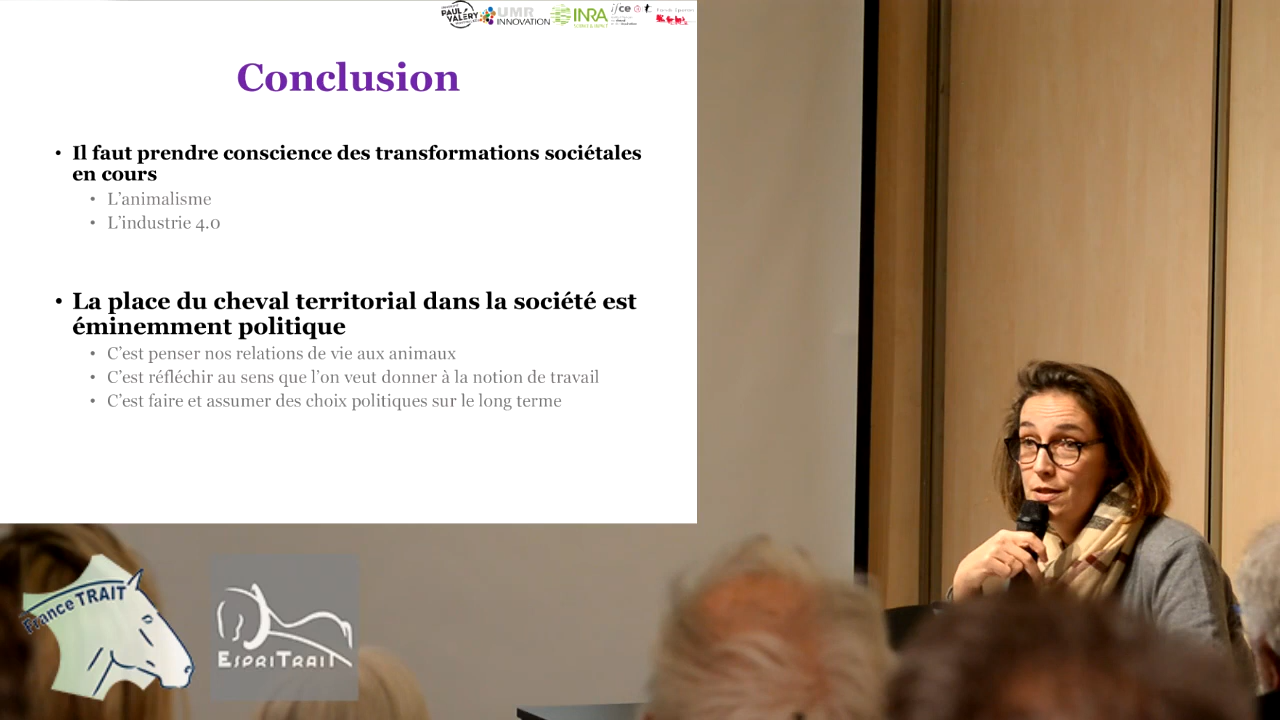 PAUL
VALÉRY
UMR
INNOVATION
INRA
ifce
Conclusion
• Il faut prendre conscience des transformations sociétales
en cours
• L’animalisme
• L’industrie 4.0
• La place du cheval territorial dans la société est
éminemment politique
• C’est penser nos relations de vie aux animaux
• C’est réfléchir au sens que l’on veut donner à la notion de travail
• C’est faire et assumer des choix politiques sur le long terme
France TRAIT
ESPRITRAIT